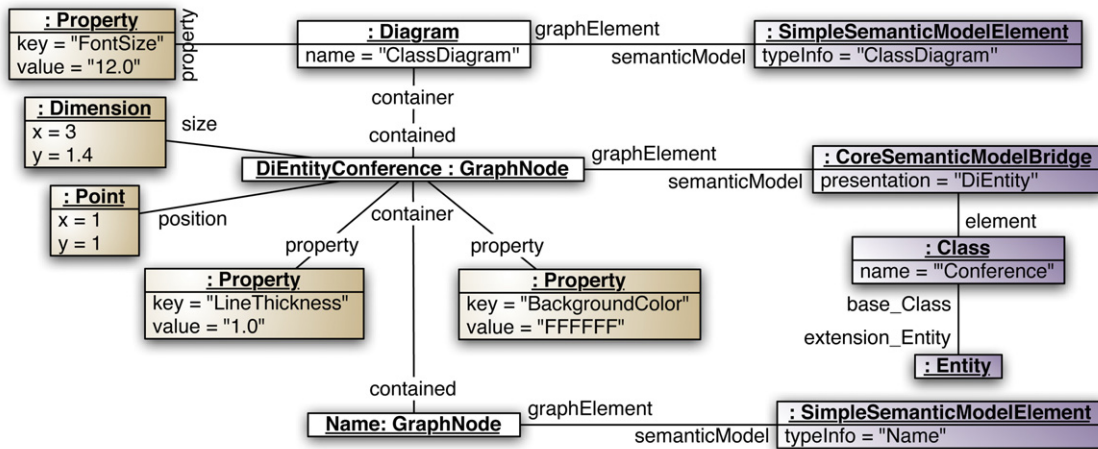 : Property
key = "FontSize"
value = "12.0"
property
: Diagram
name = "ClassDiagram"
graphElement
semanticModel
: SimpleSemanticModelElement
typeInfo = "ClassDiagram"
container
contained
: Dimension
x = 3
y = 1.4
size
DiEntityConference : GraphNode
graphElement
semanticModel
: CoreSemanticModelBridge
presentation = "DiEntity"
: Point
x = 1
y = 1
position
container
element
property
property
: Class
name = "Conference"
: Property
key = "LineThickness"
value = "1.0"
: Property
key = "BackgroundColor"
value = "FFFFFF"
base_Class
extension_Entity
: Entity
contained
Name: GraphNode
graphElement
semanticModel
: SimpleSemanticModelElement
typeInfo = "Name"